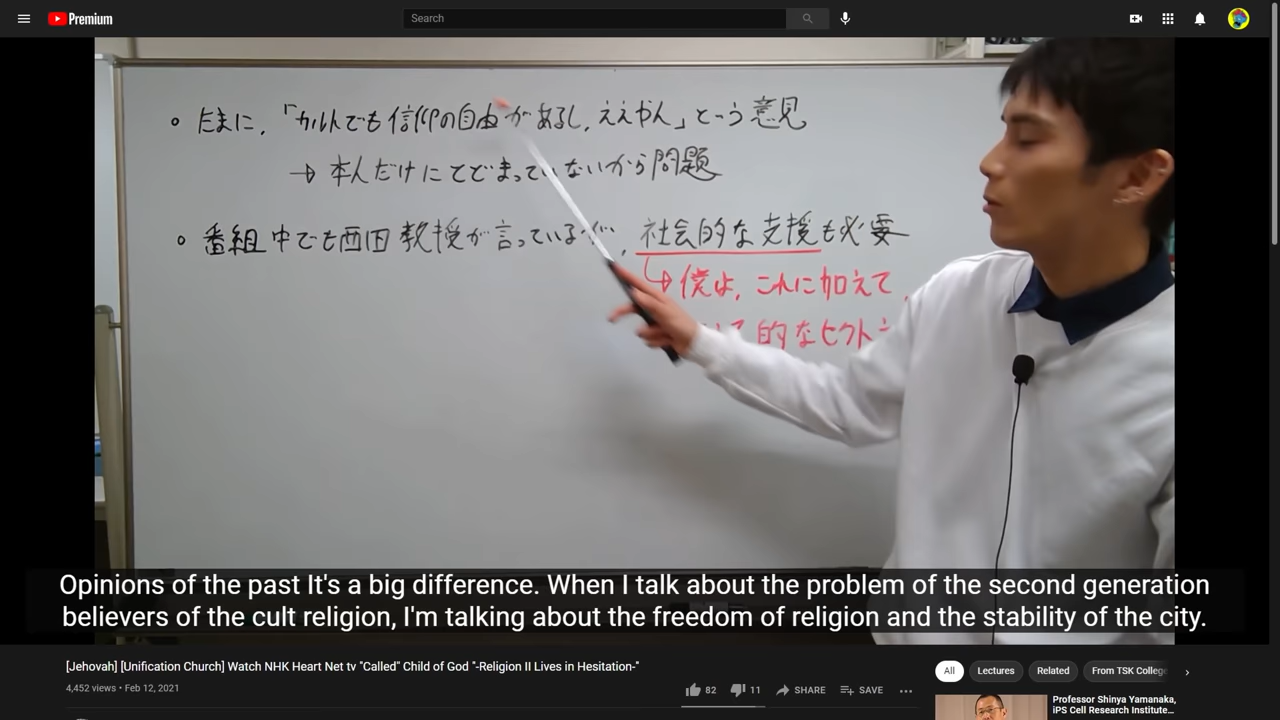 Premium
Search
• たまに,「カルトでも信仰の自由があるし,ええやん」という意見
→ 本人だけにとどまっていないから問題
• 番組中でも西田教授が言っているが, 社会的な支援も必要
→ 僕は, これに加えて,
的なセクト
Opinions of the past It's a big difference. When I talk about the problem of the second generation
believers of the cult religion, I'm talking about the freedom of religion and the stability of the city.
[Jehovah] [Unification Church] Watch NHK Heart Net tv "Called" Child of God "-Religion II Lives in Hesitation-"
4,452 views • Feb 12, 2021
82
11
SHARE
SAVE
All
Lectures
Related
From TSK College
Professor Shinya Yamanaka,
iPS Cell Research Institute...